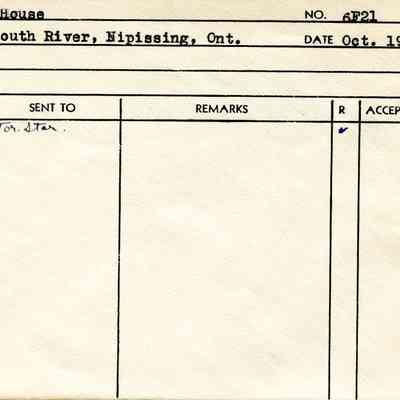 House NO. 6F21
outh River, Nipissing, Ont. DATE Oct. 19
SENT TO REMARKS R ACCEP
Tor. Star. ✓